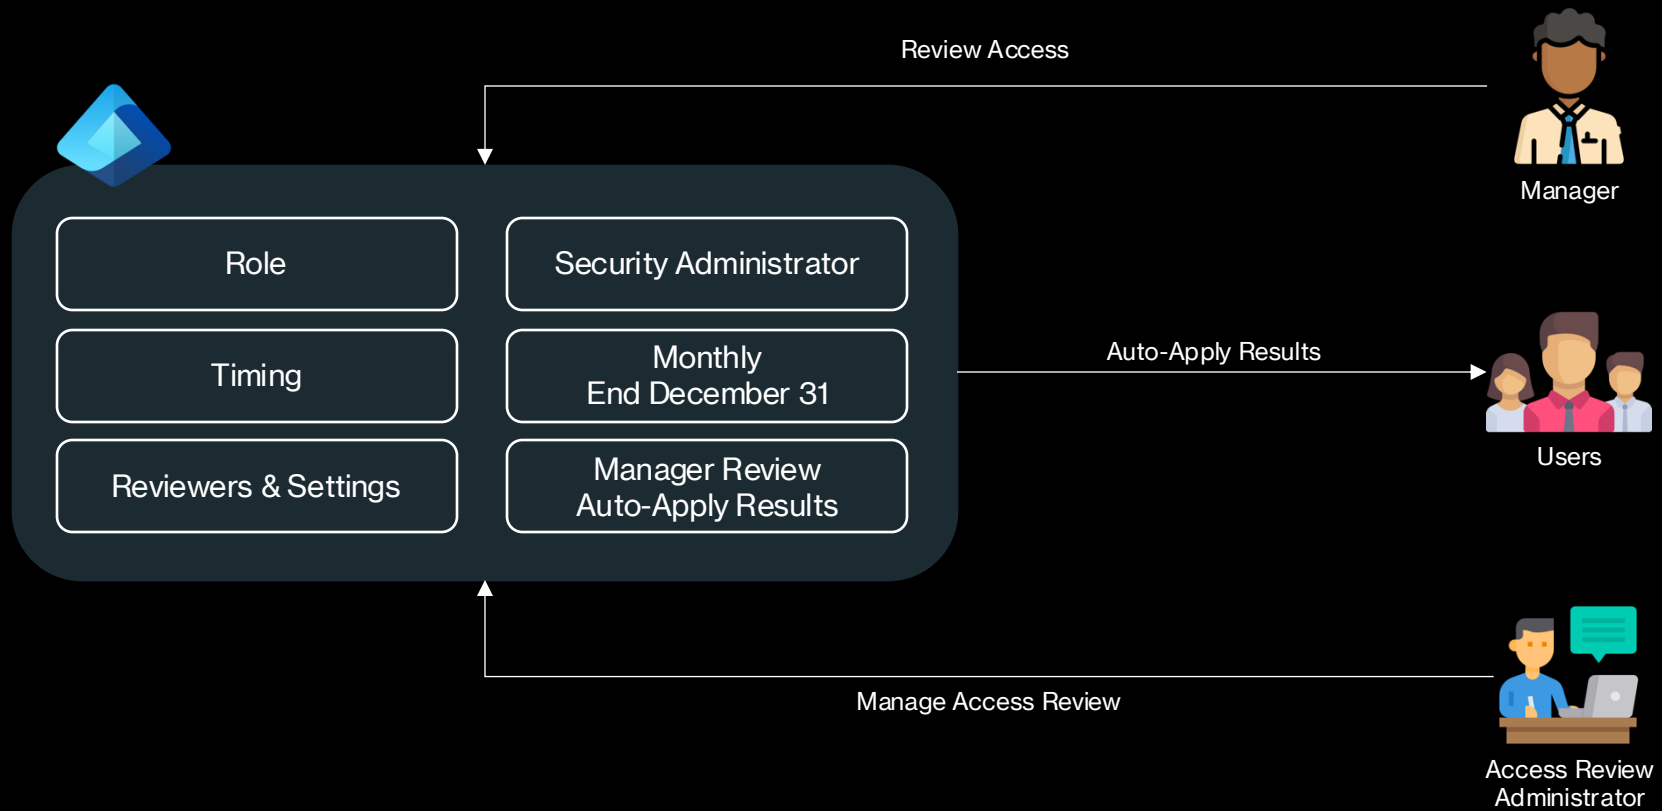 Review Access
Manager
Role
Security Administrator
Timing
Monthly
End December 31
Auto-Apply Results
Users
Reviewers & Settings
Manager Review
Auto-Apply Results
Manage Access Review
Access Review
Administrator